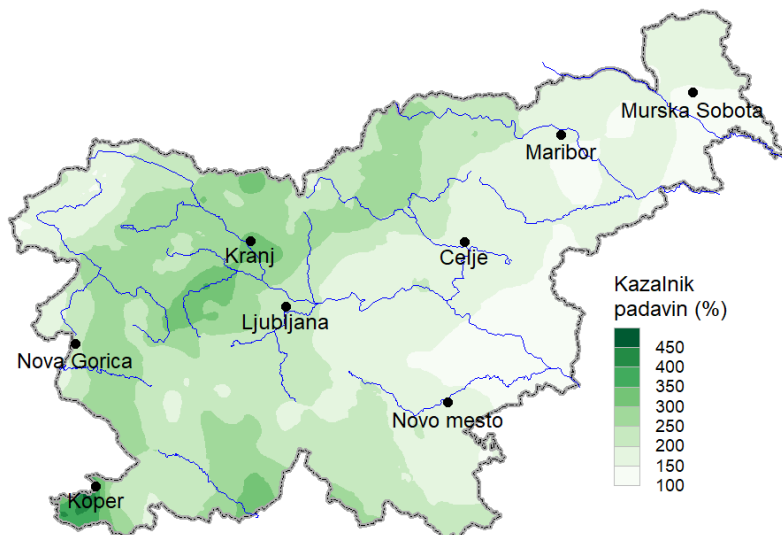 Murska Sobota
Maribor
Kranj
Celje
Ljubljana
Nova Gorica
Novo mesto
Koper
Kazalnik
padavin (%)
450
400
350
300
250
200
150
100